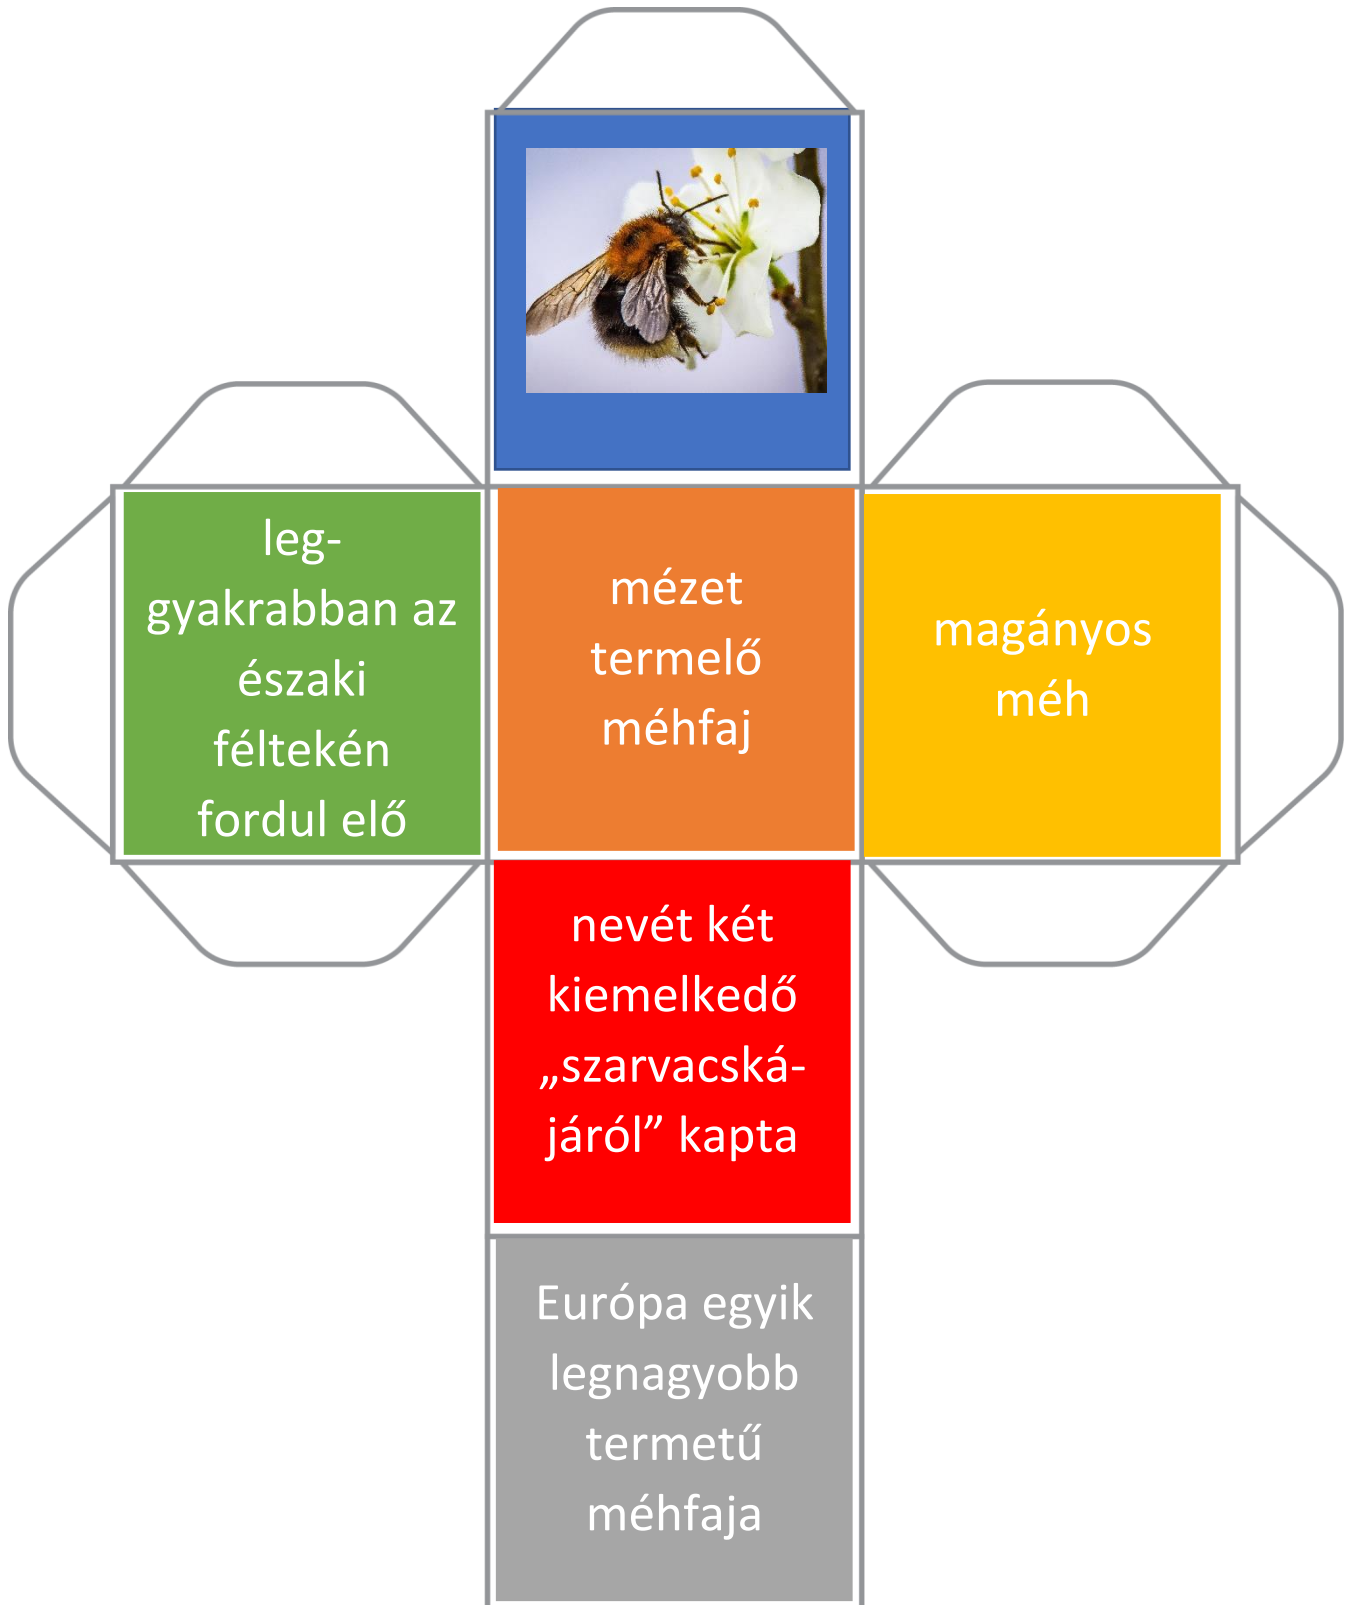 leg-
gyakrabban az
északi
féltekén
fordul elő
mézet
termelő
méhfaj
magányos
méh
nevét két
kiemelkedő
„szarvacská-
járól” kapta
Európa egyik
legnagyobb
termetű
méhfaja